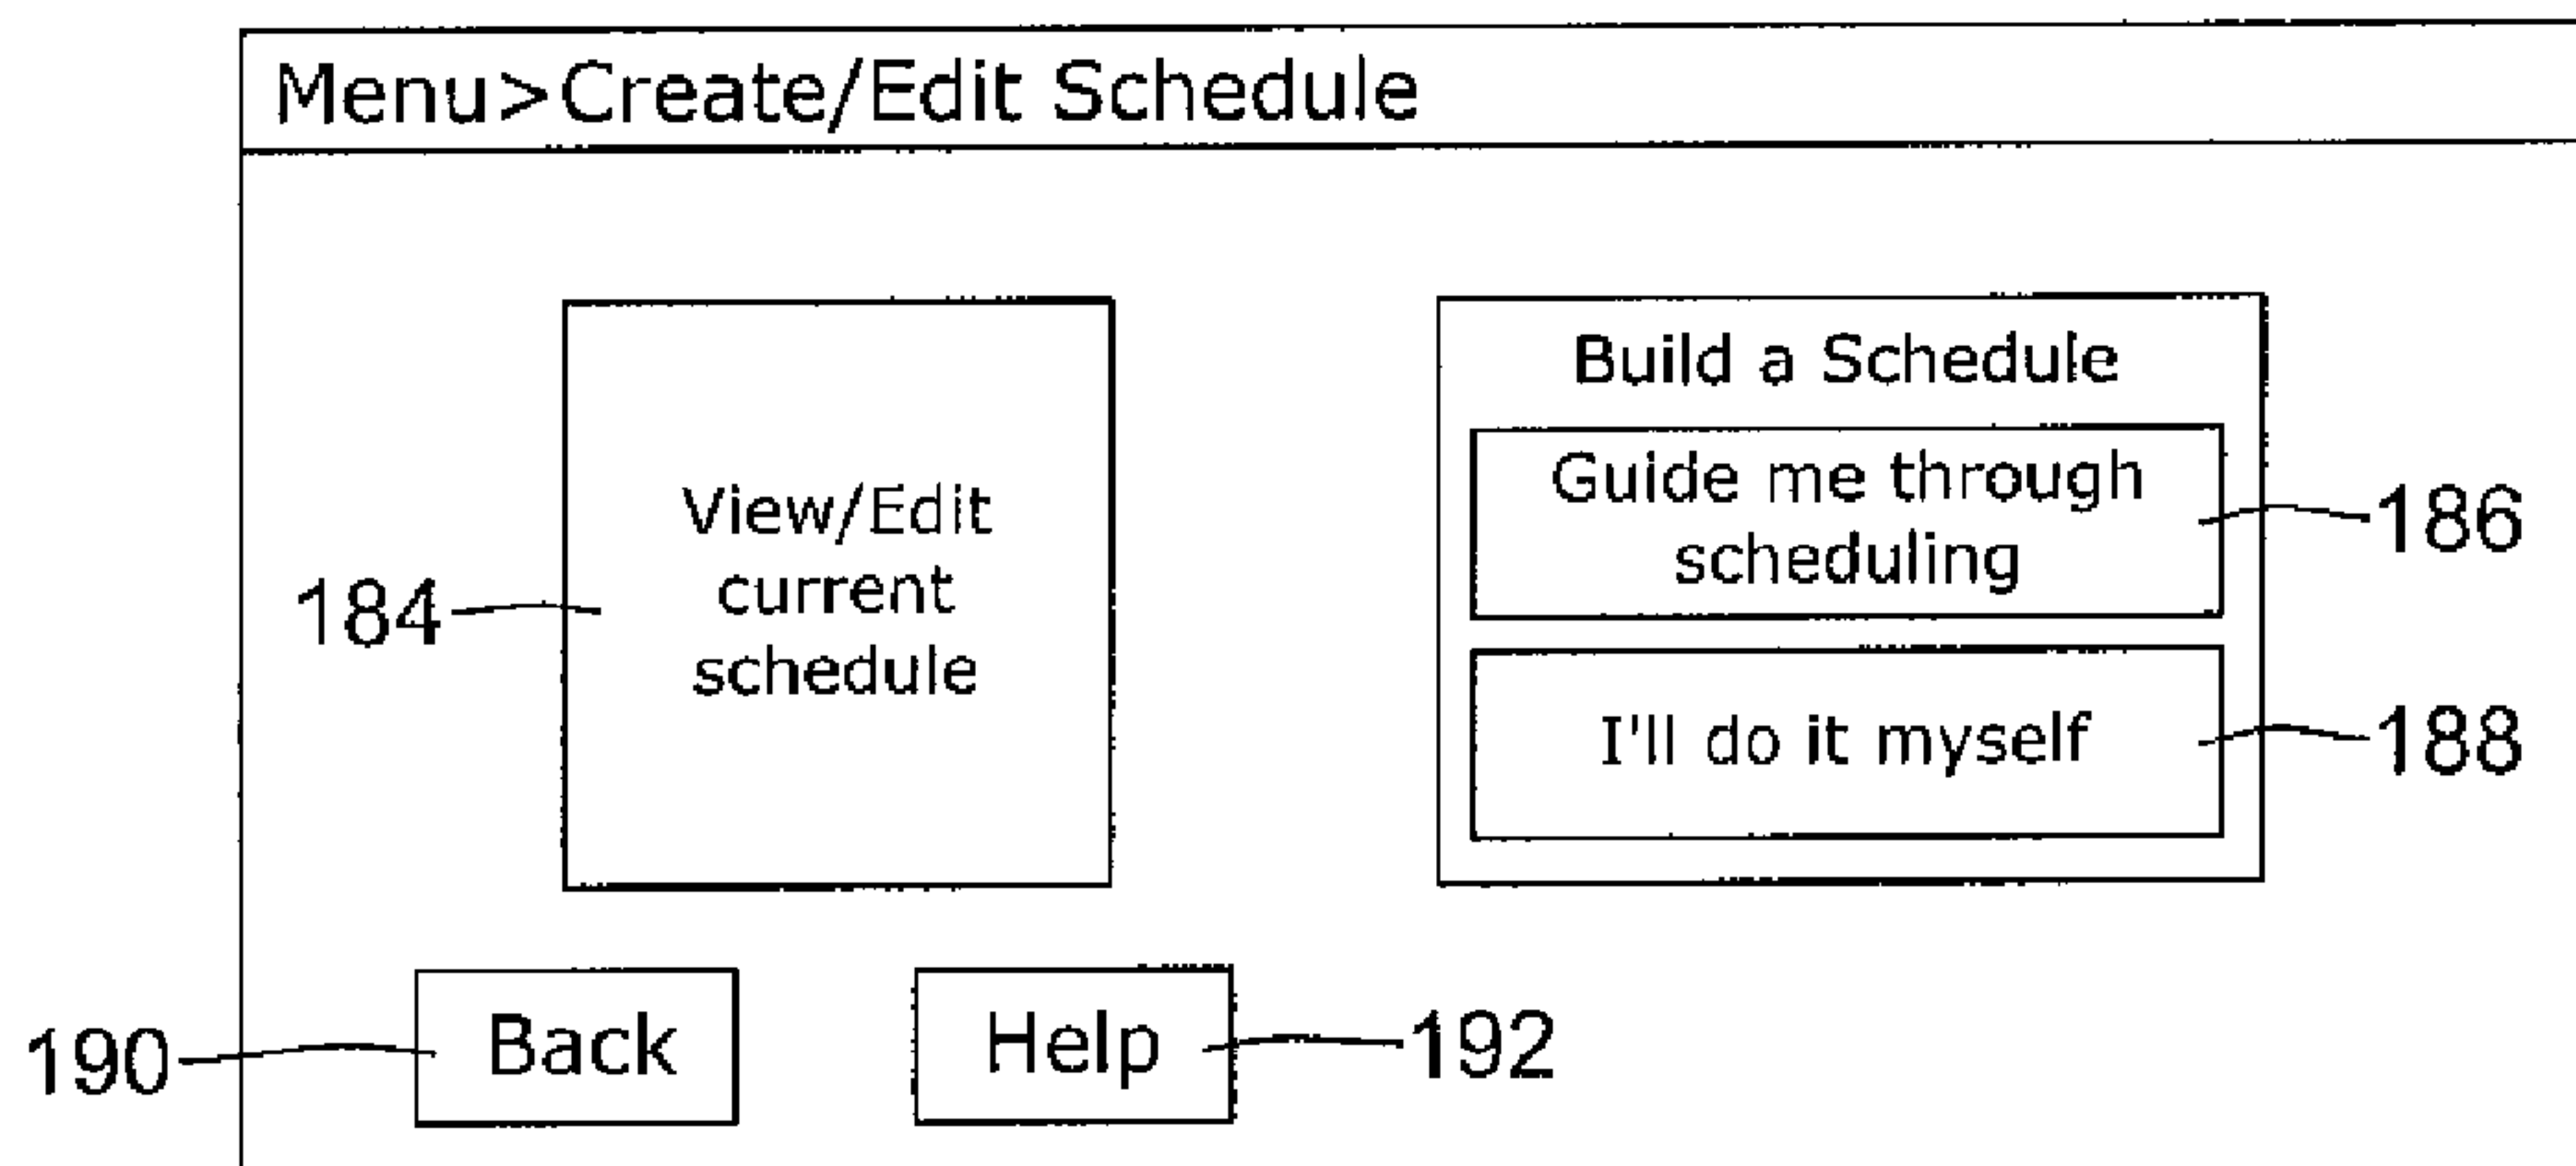 Menu>Create/Edit Schedule
View/Edit
current
schedule
184
Build a Schedule
Guide me through
scheduling
186
I'll do it myself
188
190
Back
Help
192